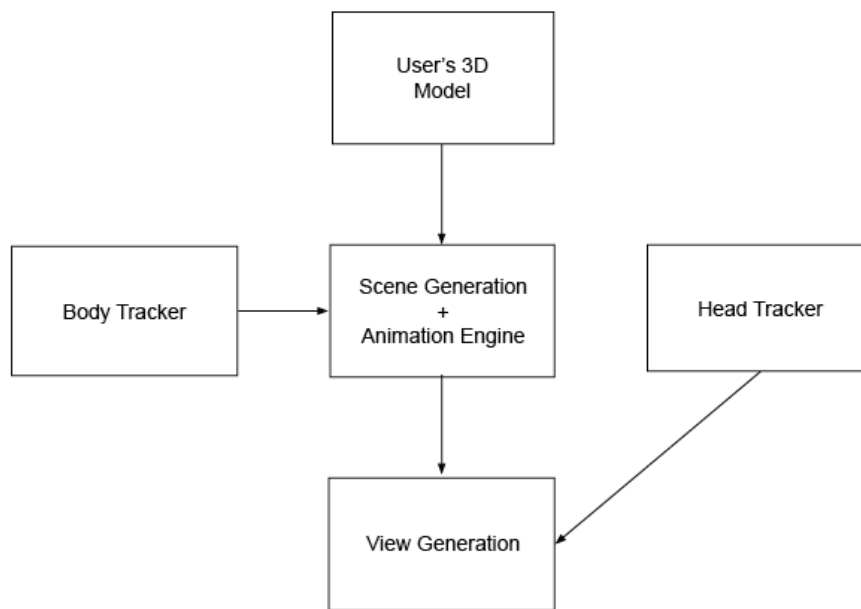 User’s 3D
Model
Body Tracker
Scene Generation
+
Animation Engine
Head Tracker
View Generation